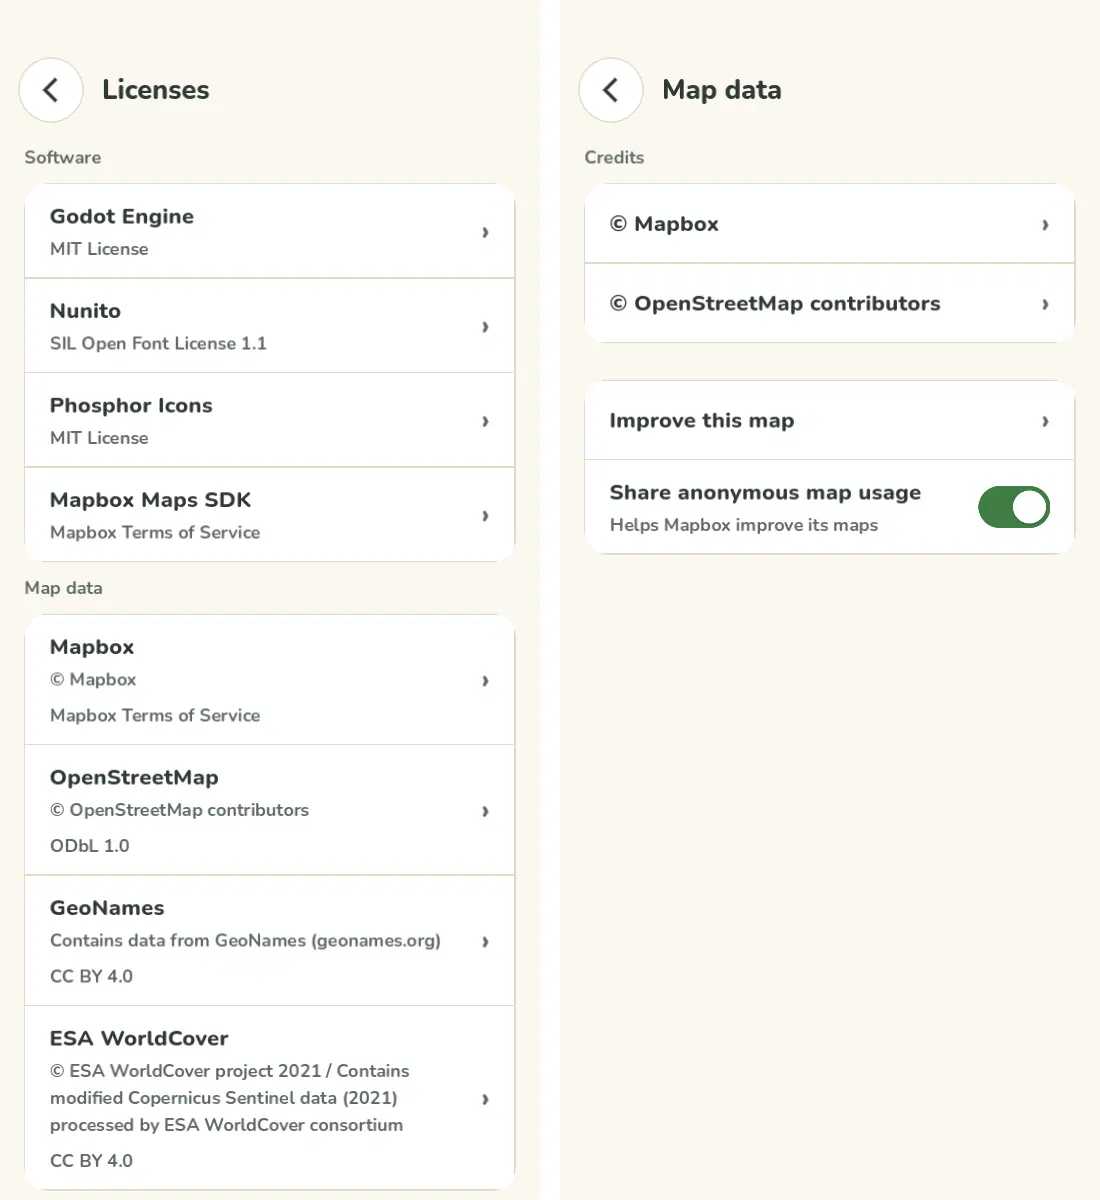 Licenses
Software
Godot Engine
MIT License
Nunito
SIL Open Font License 1.1
Phosphor Icons
MIT License
Mapbox Maps SDK
Mapbox Terms of Service
Map data
Mapbox
© Mapbox
Mapbox Terms of Service
OpenStreetMap
© OpenStreetMap contributors
ODbL 1.0
GeoNames
Contains data from GeoNames (geonames.org)
CC BY 4.0
ESA WorldCover
© ESA WorldCover project 2021 / Contains
modified Copernicus Sentinel data (2021)
processed by ESA WorldCover consortium
CC BY 4.0
Map data
Credits
© Mapbox
© OpenStreetMap contributors
Improve this map
Share anonymous map usage
Helps Mapbox improve its maps